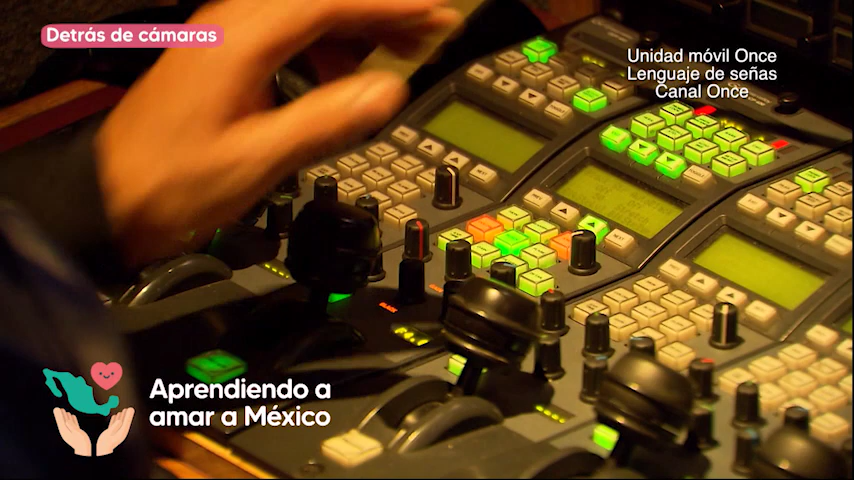 Detrás de cámaras
Unidad móvil Once
Lenguaje de señas
Canal Once
Aprendiendo a
amar a México